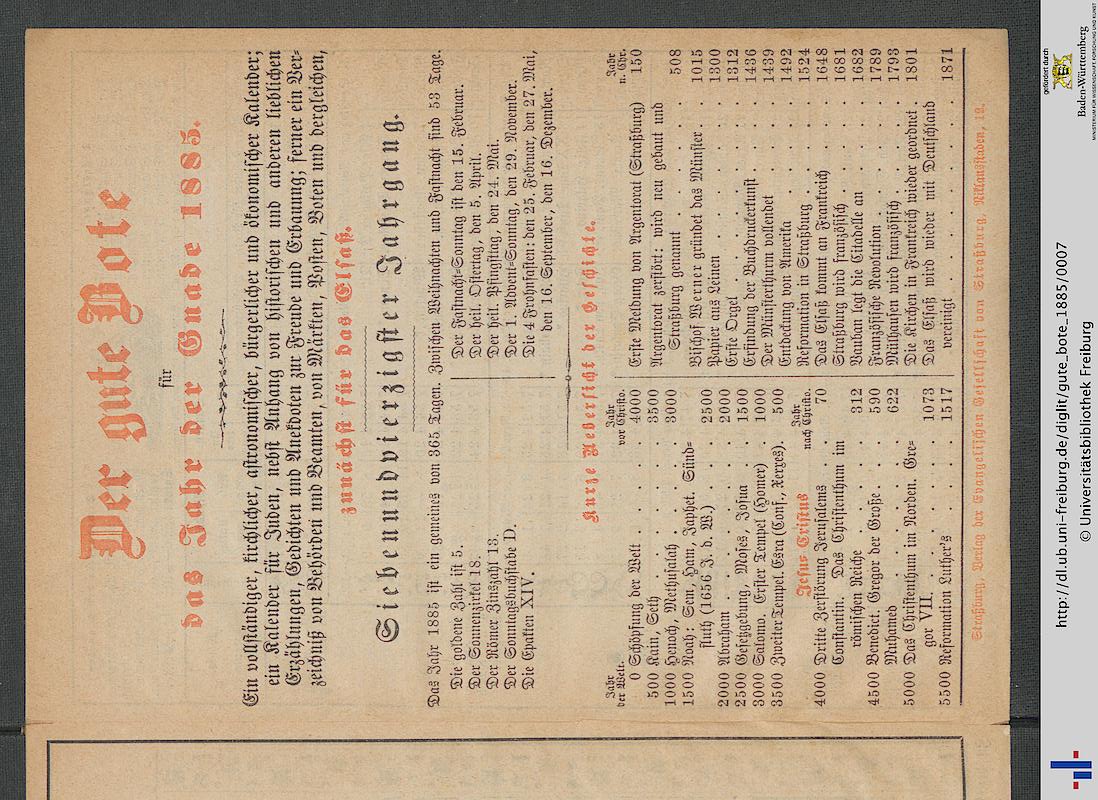 Der gute Bote
für
das Jahr der Gnade 1885.
Ein vollständiger, kirchlicher, astronomischer, bürgerlicher und ökonomischer Kalender;
ein Kalender für Juden, nebst Anhang von historischen und anderen lieblichen
Erzählungen, Gedichten und Anekdoten zur Freude und Erbauung; ferner ein Ver-
zeichniß von Behörden und Beamten, von Märkten, Posten, Boten und dergleichen,
zunächst für das Elsaß.
Siebenundvierzigster Jahrgang.
Das Jahr 1885 ist ein gemeines von 365 Tagen. Zwischen Weihnachten und Fastnacht sind 53 Tage.
Die goldene Zahl ist 5.
Der Sonnenzirkel 18.
Der Römer Zinszahl 13.
Der Sonntagsbuchstabe D.
Die Epakten XIV.
Der Fastnacht-Sonntag ist den 15. Februar.
Der heil. Ostertag, den 5. April.
Der heil. Pfingsttag, den 24. Mai.
Der 1. Advent-Sonntag, den 29. November.
Die 4 Frohnfasten: den 25. Februar, den 27. Mai,
den 16. September, den 16. Dezember.
Kurze Uebersicht der Geschichte.
Jahr der Welt. Jahr vor Christo.
0 Schöpfung der Welt . . . 4000
500 Kain, Seth . . . 3500
1000 Henoch, Methusalah . . . 3000
1500 Noah: Sem, Ham, Japhet. Sünd-
fluth (1656 J. d. W.) . . . 2500
2000 Abraham . . . 2000
2500 Gesetzgebung, Moses, Josua 1500
3000 Salomo. Erster Tempel (Homer) 1000
3500 Zweiter Tempel. Esra (Conf., Xerxes). 500
Jesus Cristus Jahr nach Christo.
4000 Dritte Zerstörung Jerusalems . 70
Constantin. Das Christenthum im
römischen Reiche . . . 312
4500 Benedict. Gregor der Große . . 590
Muhamed . . . 622
5000 Das Christenthum im Norden. Gre-
gor VII. . . . 1073
5500 Reformation Luther's . . . 1517
Jahr n. Chr.
Erste Meldung von Argentorat (Straßburg) 150
Argentorat zerstört: wird neu gebaut und
Straßburg genannt . . . 508
Bischof Werner gründet das Münster . 1015
Papier aus Leinen . . . 1300
Erste Orgel . . . 1312
Erfindung der Buchdruckerkunst . . 1436
Der Münsterthurm vollendet . . 1439
Entdeckung von Amerika . . . 1492
Reformation in Straßburg . . . 1524
Das Elsaß kommt an Frankreich . . 1648
Straßburg wird französisch . . . 1681
Vauban legt die Citadelle an . . 1682
Französische Revolution . . . 1789
Mülhausen wird französisch . . . 1793
Die Kirchen in Frankreich wieder geordnet . 1801
Das Elsaß wird wieder mit Deutschland
vereinigt . . . 1871
Straßburg, Verlag der Evangelischen Gesellschaft von Straßburg, Nikolausstaden, 12.
http://dl.ub.uni-freiburg.de/diglit/gute_bote_1885/0007
© Universitätsbibliothek Freiburg
gefördert durch
Baden-Württemberg
MINISTERIUM FÜR WISSENSCHAFT, FORSCHUNG UND KUNST